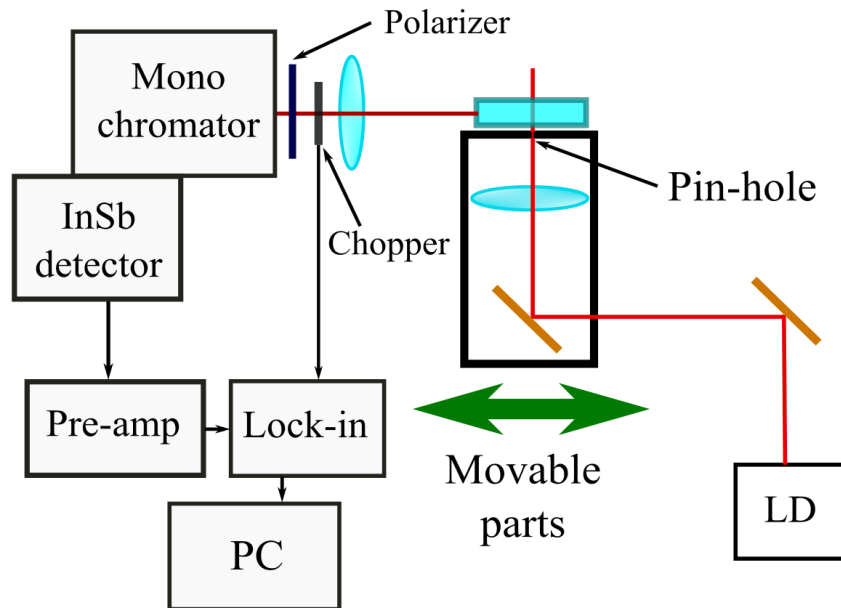 Polarizer
Mono
chromator
Pin-hole
InSb
detector
Chopper
Pre-amp
Lock-in
Movable
parts
LD
PC